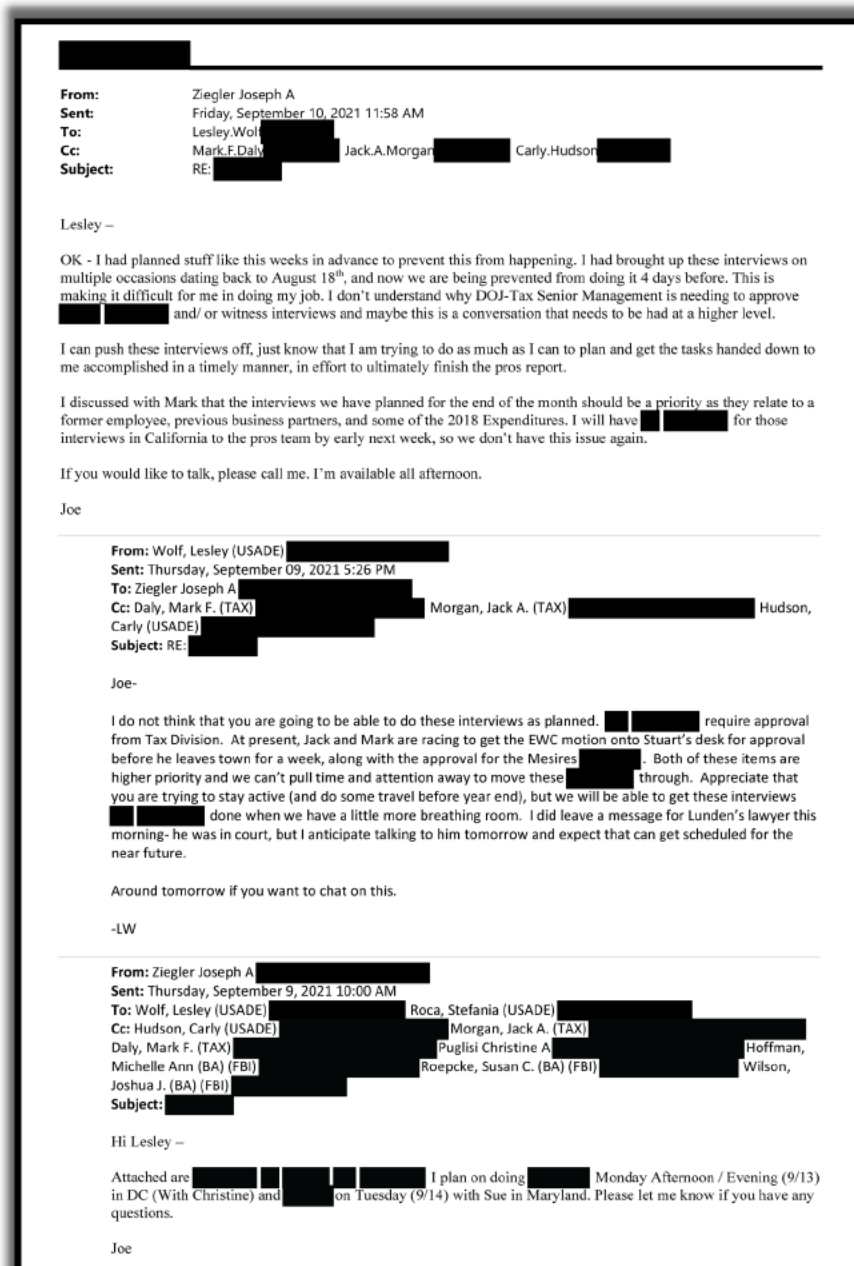 From: Ziegler Joseph A
Sent: Friday, September 10, 2021 11:58 AM
To: Lesley.Wolf
Cc: Mark.F.Daly Jack.A.Morgan Carly.Hudson
Subject: RE:
Lesley –
OK - I had planned stuff like this weeks in advance to prevent this from happening. I had brought up these interviews on
multiple occasions dating back to August 18th, and now we are being prevented from doing it 4 days before. This is
making it difficult for me in doing my job. I don't understand why DOJ-Tax Senior Management is needing to approve
and/ or witness interviews and maybe this is a conversation that needs to be had at a higher level.
I can push these interviews off, just know that I am trying to do as much as I can to plan and get the tasks handed down to
me accomplished in a timely manner, in effort to ultimately finish the pros report.
I discussed with Mark that the interviews we have planned for the end of the month should be a priority as they relate to a
former employee, previous business partners, and some of the 2018 Expenditures. I will have for those
interviews in California to the pros team by early next week, so we don't have this issue again.
If you would like to talk, please call me. I'm available all afternoon.
Joe
From: Wolf, Lesley (USADE)
Sent: Thursday, September 09, 2021 5:26 PM
To: Ziegler Joseph A
Cc: Daly, Mark F. (TAX) Morgan, Jack A. (TAX) Hudson,
Carly (USADE)
Subject: RE:
Joe-
I do not think that you are going to be able to do these interviews as planned. require approval
from Tax Division. At present, Jack and Mark are racing to get the EWC motion onto Stuart's desk for approval
before he leaves town for a week, along with the approval for the Mesires . Both of these items are
higher priority and we can't pull time and attention away to move these through. Appreciate that
you are trying to stay active (and do some travel before year end), but we will be able to get these interviews
done when we have a little more breathing room. I did leave a message for Lunden's lawyer this
morning- he was in court, but I anticipate talking to him tomorrow and expect that can get scheduled for the
near future.
Around tomorrow if you want to chat on this.
-LW
From: Ziegler Joseph A
Sent: Thursday, September 9, 2021 10:00 AM
To: Wolf, Lesley (USADE) Roca, Stefania (USADE)
Cc: Hudson, Carly (USADE) Morgan, Jack A. (TAX)
Daly, Mark F. (TAX) Puglisi Christine A Hoffman,
Michelle Ann (BA) (FBI) Roepcke, Susan C. (BA) (FBI) Wilson,
Joshua J. (BA) (FBI)
Subject:
Hi Lesley –
Attached are I plan on doing Monday Afternoon / Evening (9/13)
in DC (With Christine) and on Tuesday (9/14) with Sue in Maryland. Please let me know if you have any
questions.
Joe